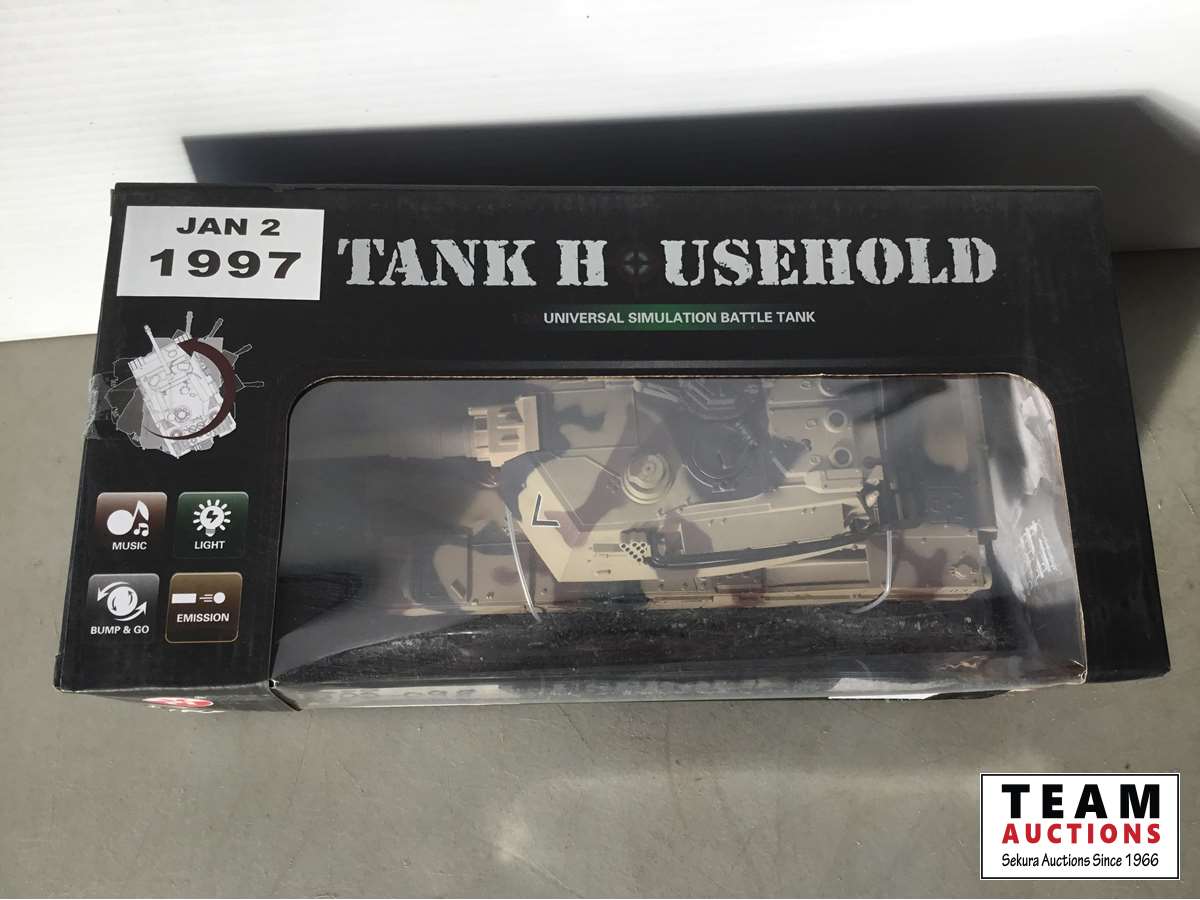 JAN 2
1997
TANK H USEHOLD
UNIVERSAL SIMULATION BATTLE TANK
MUSIC
LIGHT
BUMP & GO
EMISSION
TEAM
AUCTIONS
Sekura Auctions Since 1966